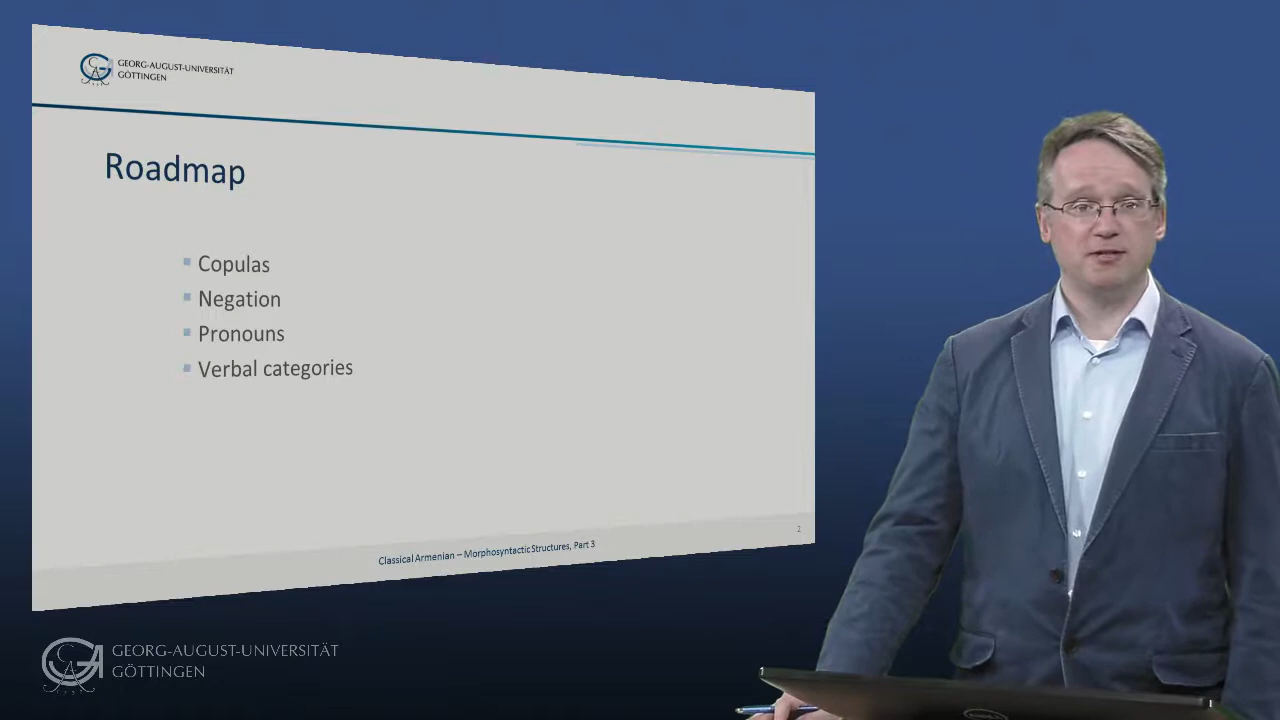 GEORG-AUGUST-UNIVERSITÄT
GÖTTINGEN
Roadmap
Copulas
Negation
Pronouns
Verbal categories
2
Classical Armenian – Morphosyntactic Structures, Part 3
GEORG-AUGUST-UNIVERSITÄT
GÖTTINGEN